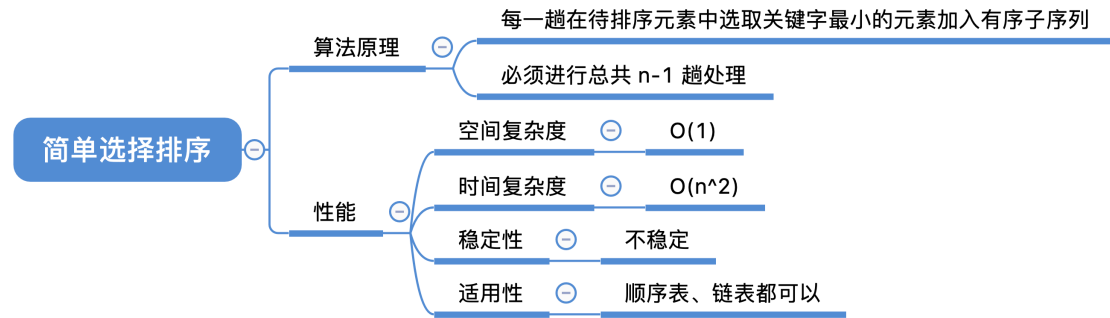 简单选择排序
算法原理
每一趟在待排序元素中选取关键字最小的元素加入有序子序列
必须进行总共 n-1 趟处理
性能
空间复杂度
O(1)
时间复杂度
O(n^2)
稳定性
不稳定
适用性
顺序表、链表都可以